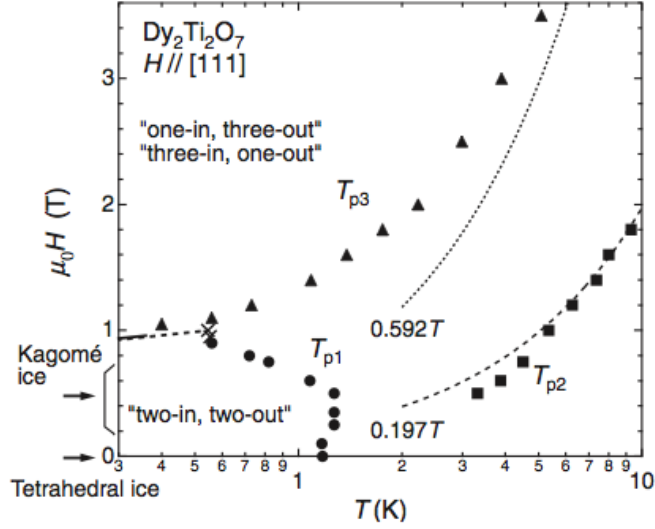 Dy₂Ti₂O₇
H // [111]
"one-in, three-out"
"three-in, one-out"
Tp3
μ₀H (T)
3
2
1
0
0.592T
Tp1
Kagomé
ice
Tp2
"two-in, two-out"
0.197T
Tetrahedral ice
3 4 5 6 7 8 9 1 2 3 4 5 6 7 8 9 10
T (K)